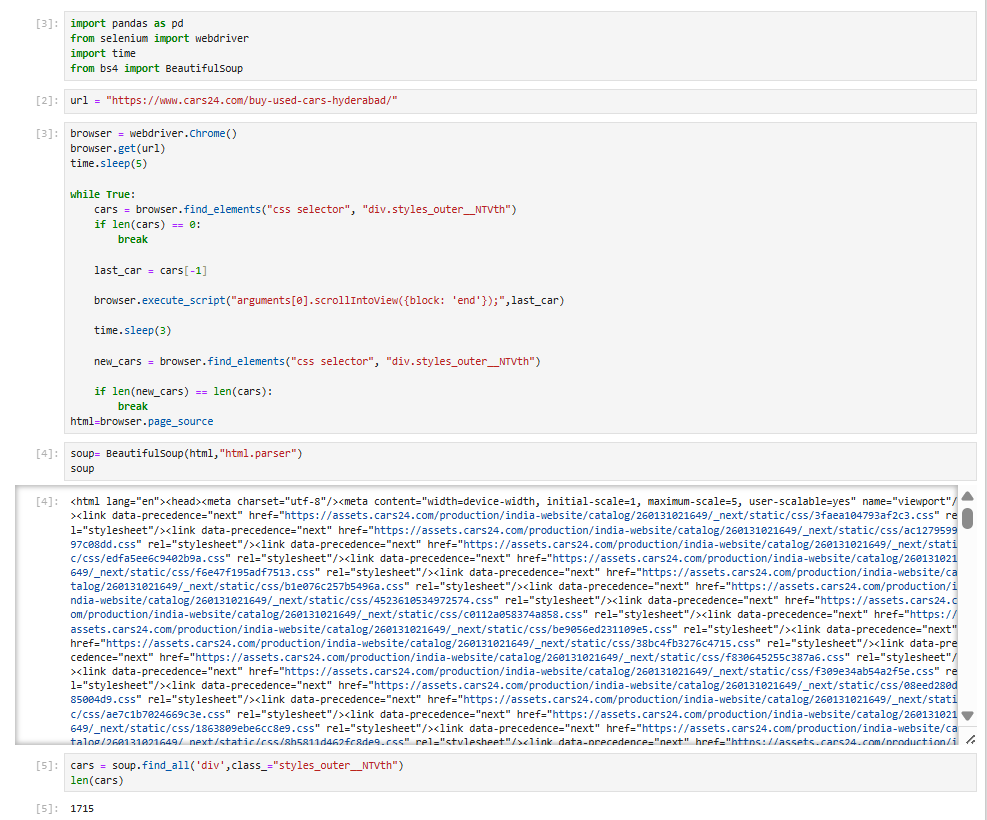 [3]: import pandas as pd
from selenium import webdriver
import time
from bs4 import BeautifulSoup
[2]: url = "https://www.cars24.com/buy-used-cars-hyderabad/"
[3]: browser = webdriver.Chrome()
browser.get(url)
time.sleep(5)
while True:
    cars = browser.find_elements("css selector", "div.styles_outer__NTVth")
    if len(cars) == 0:
        break
    last_car = cars[-1]
    browser.execute_script("arguments[0].scrollIntoView({block: 'end'});",last_car)
    time.sleep(3)
    new_cars = browser.find_elements("css selector", "div.styles_outer__NTVth")
    if len(new_cars) == len(cars):
        break
html=browser.page_source
[4]: soup= BeautifulSoup(html,"html.parser")
soup
[4]: <html lang="en"><head><meta charset="utf-8"/><meta content="width=device-width, initial-scale=1, maximum-scale=5, user-scalable=yes" name="viewport"/
><link data-precedence="next" href="https://assets.cars24.com/production/india-website/catalog/260131021649/_next/static/css/3faea104793af2c3.css" re
l="stylesheet"/><link data-precedence="next" href="https://assets.cars24.com/production/india-website/catalog/260131021649/_next/static/css/ac1279599
97c08dd.css" rel="stylesheet"/><link data-precedence="next" href="https://assets.cars24.com/production/india-website/catalog/260131021649/_next/stati
c/css/edfa5ee6c9402b9a.css" rel="stylesheet"/><link data-precedence="next" href="https://assets.cars24.com/production/india-website/catalog/260131021
649/_next/static/css/f6e47f195adf7513.css" rel="stylesheet"/><link data-precedence="next" href="https://assets.cars24.com/production/india-website/ca
talog/260131021649/_next/static/css/b1e076c257b5496a.css" rel="stylesheet"/><link data-precedence="next" href="https://assets.cars24.com/production/i
ndia-website/catalog/260131021649/_next/static/css/4523610534972574.css" rel="stylesheet"/><link data-precedence="next" href="https://assets.cars24.c
om/production/india-website/catalog/260131021649/_next/static/css/c0112a058374a858.css" rel="stylesheet"/><link data-precedence="next" href="https://
assets.cars24.com/production/india-website/catalog/260131021649/_next/static/css/be9056ed231109e5.css" rel="stylesheet"/><link data-precedence="next"
href="https://assets.cars24.com/production/india-website/catalog/260131021649/_next/static/css/38bc4fb3276c4715.css" rel="stylesheet"/><link data-pre
cedence="next" href="https://assets.cars24.com/production/india-website/catalog/260131021649/_next/static/css/f830645255c387a6.css" rel="stylesheet"/
><link data-precedence="next" href="https://assets.cars24.com/production/india-website/catalog/260131021649/_next/static/css/f309e34ab54a2f5e.css" re
l="stylesheet"/><link data-precedence="next" href="https://assets.cars24.com/production/india-website/catalog/260131021649/_next/static/css/08eed280d
85004d9.css" rel="stylesheet"/><link data-precedence="next" href="https://assets.cars24.com/production/india-website/catalog/260131021649/_next/stati
c/css/ae7c1b7024669c3e.css" rel="stylesheet"/><link data-precedence="next" href="https://assets.cars24.com/production/india-website/catalog/260131021
649/_next/static/css/1863809ebe6cc8e9.css" rel="stylesheet"/><link data-precedence="next" href="https://assets.cars24.com/production/india-website/ca
talog/260131021649/_next/static/css/8b5811d462fc8de9.css" rel="stylesheet"/><link data-precedence="next" href="https://assets.cars24.com/production/i
[5]: cars = soup.find_all('div',class_="styles_outer__NTVth")
len(cars)
[5]: 1715